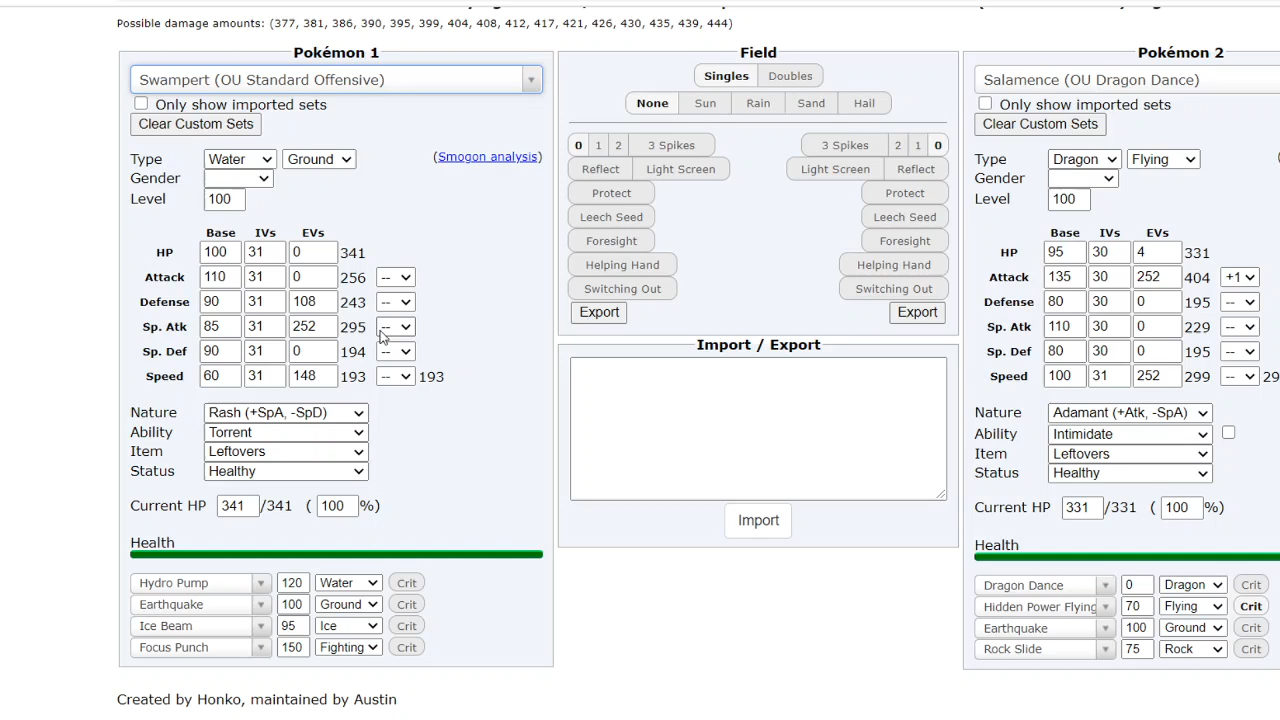 Possible damage amounts: (377, 381, 386, 390, 395, 399, 404, 408, 412, 417, 421, 426, 430, 435, 439, 444)
Pokémon 1
Swampert (OU Standard Offensive)
Only show imported sets
Clear Custom Sets
Type Water Ground (Smogon analysis)
Gender
Level 100
Base IVs EVs
HP 100 31 0 341
Attack 110 31 0 256 --
Defense 90 31 108 243 --
Sp. Atk 85 31 252 295 --
Sp. Def 90 31 0 194 --
Speed 60 31 148 193 -- 193
Nature Rash (+SpA, -SpD)
Ability Torrent
Item Leftovers
Status Healthy
Current HP 341 /341 ( 100 %)
Health
Hydro Pump 120 Water Crit
Earthquake 100 Ground Crit
Ice Beam 95 Ice Crit
Focus Punch 150 Fighting Crit
Field
Singles Doubles
None Sun Rain Sand Hail
0 1 2 3 Spikes 3 Spikes 2 1 0
Reflect Light Screen Light Screen Reflect
Protect Protect
Leech Seed Leech Seed
Foresight Foresight
Helping Hand Helping Hand
Switching Out Switching Out
Export Export
Import / Export
Import
Pokémon 2
Salamence (OU Dragon Dance)
Only show imported sets
Clear Custom Sets
Type Dragon Flying
Gender
Level 100
Base IVs EVs
HP 95 30 4 331
Attack 135 30 252 404 +1
Defense 80 30 0 195 --
Sp. Atk 110 30 0 229 --
Sp. Def 80 30 0 195 --
Speed 100 31 252 299 --
Nature Adamant (+Atk, -SpA)
Ability Intimidate
Item Leftovers
Status Healthy
Current HP 331 /331 ( 100 %)
Health
Dragon Dance 0 Dragon Crit
Hidden Power Flying 70 Flying Crit
Earthquake 100 Ground Crit
Rock Slide 75 Rock Crit
Created by Honko, maintained by Austin